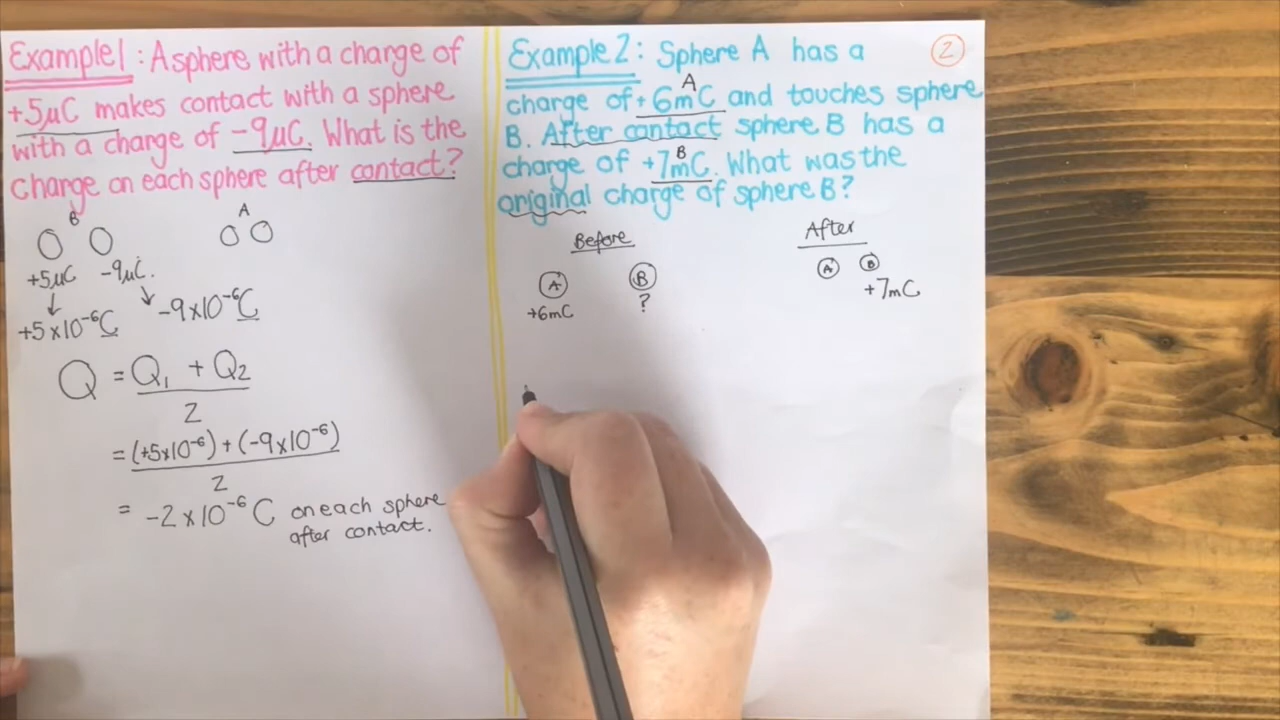 Example 1: A sphere with a charge of
+5μC makes contact with a sphere
with a charge of -9μC. What is the
charge on each sphere after contact?
B
A
+5μC -9μC.
+5x10⁻⁶C
-9x10⁻⁶C
Q = Q₁ + Q₂
2
= (+5x10⁻⁶) + (-9x10⁻⁶)
2
= -2x10⁻⁶C on each sphere
after contact.
Example 2: Sphere A has a
2
A
charge of +6mC and touches sphere
B. After contact sphere B has a
B
charge of +7mC. What was the
original charge of sphere B?
Before
After
A B
+6mC ?
A B
+7mC